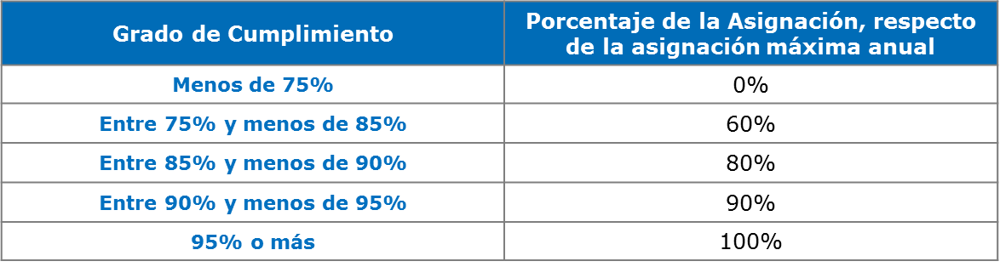 Grado de Cumplimiento
Porcentaje de la Asignación, respecto
de la asignación máxima anual
Menos de 75%
0%
Entre 75% y menos de 85%
60%
Entre 85% y menos de 90%
80%
Entre 90% y menos de 95%
90%
95% o más
100%